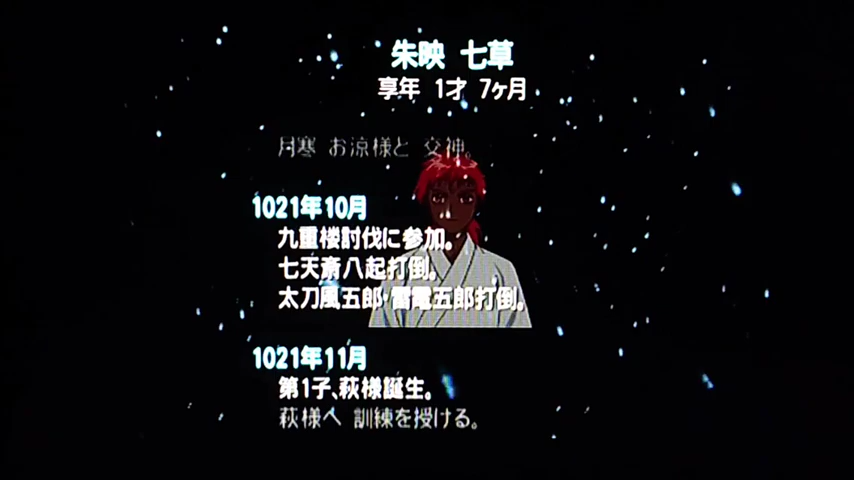 朱映 七草
享年 1才 7ヶ月
月寒 お涼様と 交神。
1021年10月
九重楼討伐に参加。
七天斎八起打倒。
太刀風五郎・雷電五郎打倒。
1021年11月
第1子、萩様誕生。
萩様へ 訓練を授ける。